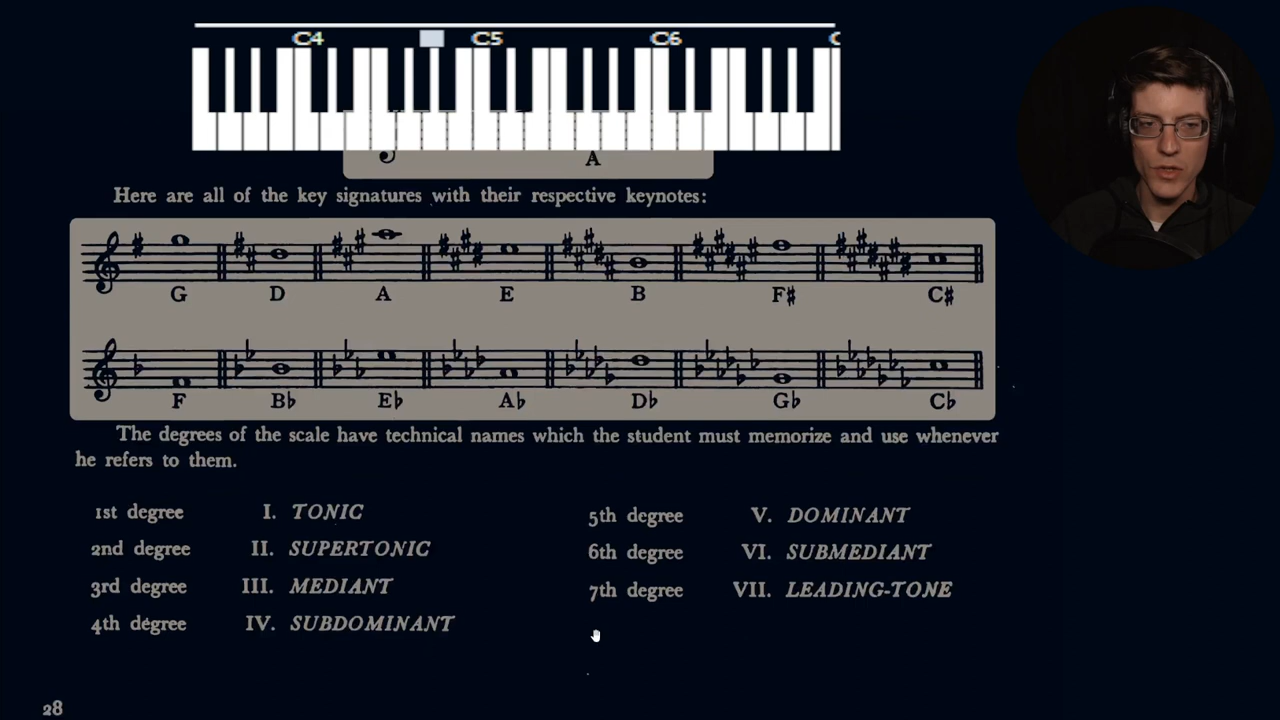 C4 C5 C6 C
A
Here are all of the key signatures with their respective keynotes:
G D A E B F♯ C♯
F B♭ E♭ A♭ D♭ G♭ C♭
The degrees of the scale have technical names which the student must memorize and use whenever
he refers to them.
1st degree I. TONIC
2nd degree II. SUPERTONIC
3rd degree III. MEDIANT
4th degree IV. SUBDOMINANT
5th degree V. DOMINANT
6th degree VI. SUBMEDIANT
7th degree VII. LEADING-TONE
28